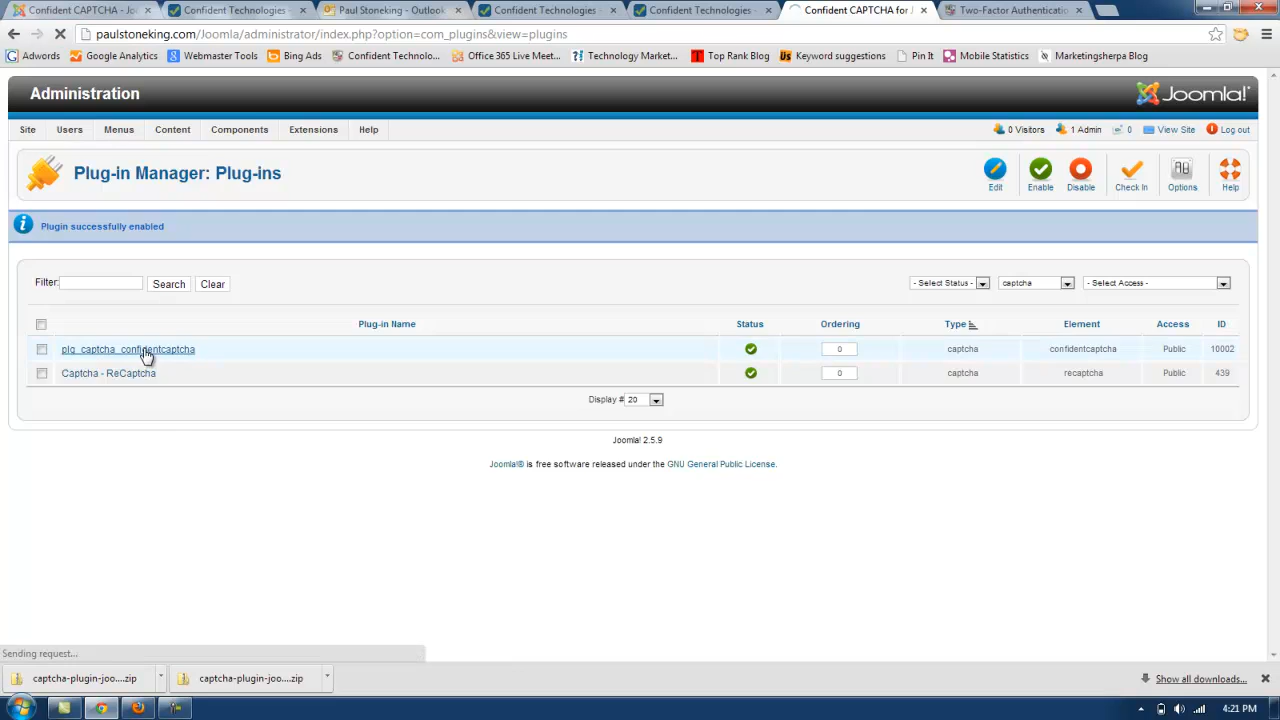 Confident CAPTCHA - Jo
Confident Technologies
Paul Stoneking - Outlook
Confident Technologies -
Confident Technologies -
Confident CAPTCHA for J
Two-Factor Authenticatio
paulstoneking.com/Joomla/administrator/index.php?option=com_plugins&view=plugins
Adwords
Google Analytics
Webmaster Tools
Bing Ads
Confident Technolo...
Office 365 Live Meet...
Technology Market...
Top Rank Blog
Keyword suggestions
Pin It
Mobile Statistics
Marketingsherpa Blog
Administration
Joomla!
Site Users Menus Content Components Extensions Help
0 Visitors 1 Admin 0 View Site Log out
Plug-in Manager: Plug-ins
Edit Enable Disable Check In Options Help
Plugin successfully enabled
Filter: Search Clear - Select Status - captcha - Select Access -
Plug-in Name Status Ordering Type Element Access ID
plg_captcha_confidentcaptcha 0 captcha confidentcaptcha Public 10002
Captcha - ReCaptcha 0 captcha recaptcha Public 439
Display # 20
Joomla! 2.5.9
Joomla!® is free software released under the GNU General Public License.
Sending request...
captcha-plugin-joo....zip
captcha-plugin-joo....zip
Show all downloads...
4:21 PM